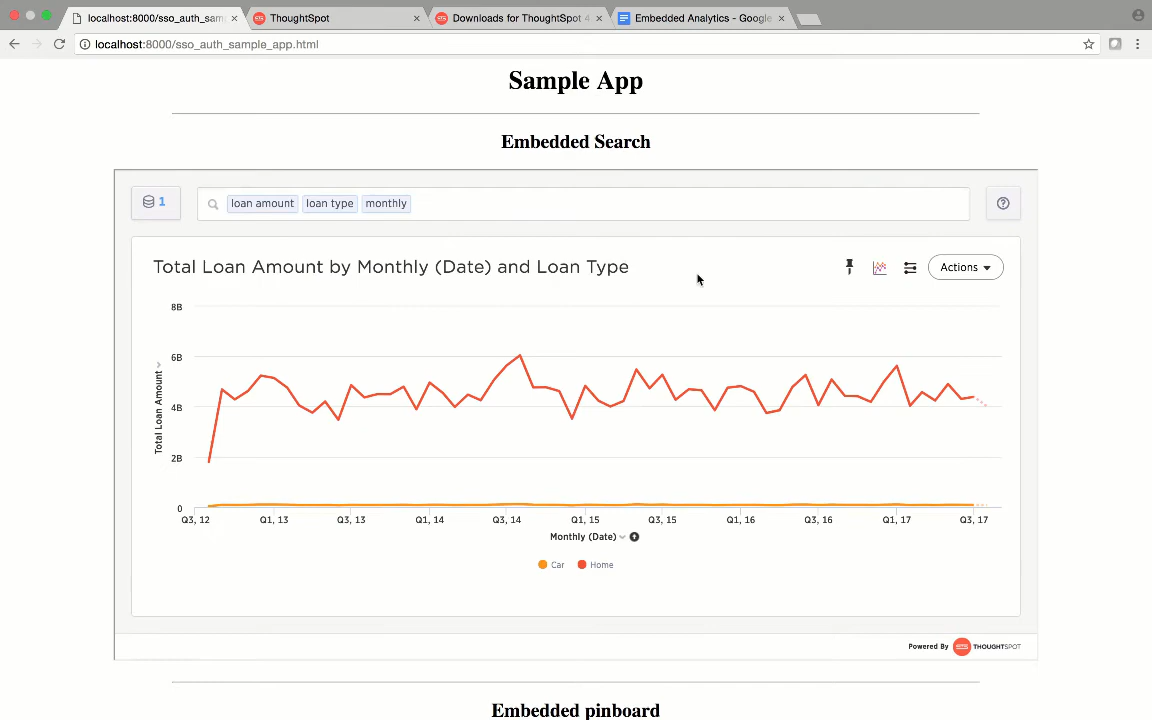 localhost:8000/sso_auth_sam
ThoughtSpot
Downloads for ThoughtSpot 4
Embedded Analytics - Google
localhost:8000/sso_auth_sample_app.html
Sample App
Embedded Search
1
loan amount loan type monthly
Total Loan Amount by Monthly (Date) and Loan Type
Actions
8B
6B
4B
2B
0
Total Loan Amount
Q3, 12 Q1, 13 Q3, 13 Q1, 14 Q3, 14 Q1, 15 Q3, 15 Q1, 16 Q3, 16 Q1, 17 Q3, 17
Monthly (Date)
Car Home
Powered By THOUGHTSPOT
Embedded pinboard